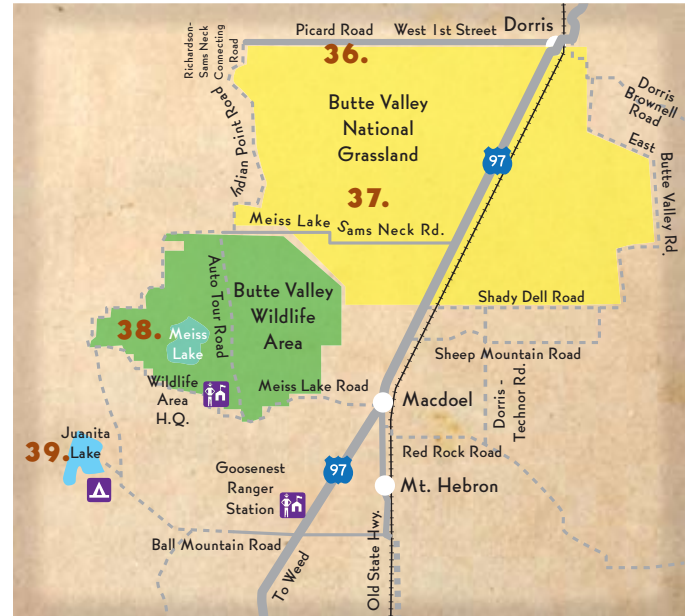 Picard Road
West 1st Street
Dorris
36.
Richardson-
Sams Neck
Connecting
Road
Butte Valley
National
Grassland
Dorris
Brownell
Road
Indian Point Road
97
East
Butte Valley Rd.
37.
Meiss Lake Sams Neck Rd.
Auto Tour Road
Butte Valley
Wildlife
Area
Shady Dell Road
38.
Meiss
Lake
Sheep Mountain Road
Wildlife
Area
H.Q.
Meiss Lake Road
Macdoel
Dorris -
Technor Rd.
39.
Juanita
Lake
Red Rock Road
Goosenest
Ranger
Station
97
Mt. Hebron
Ball Mountain Road
To Weed
Old State Hwy.